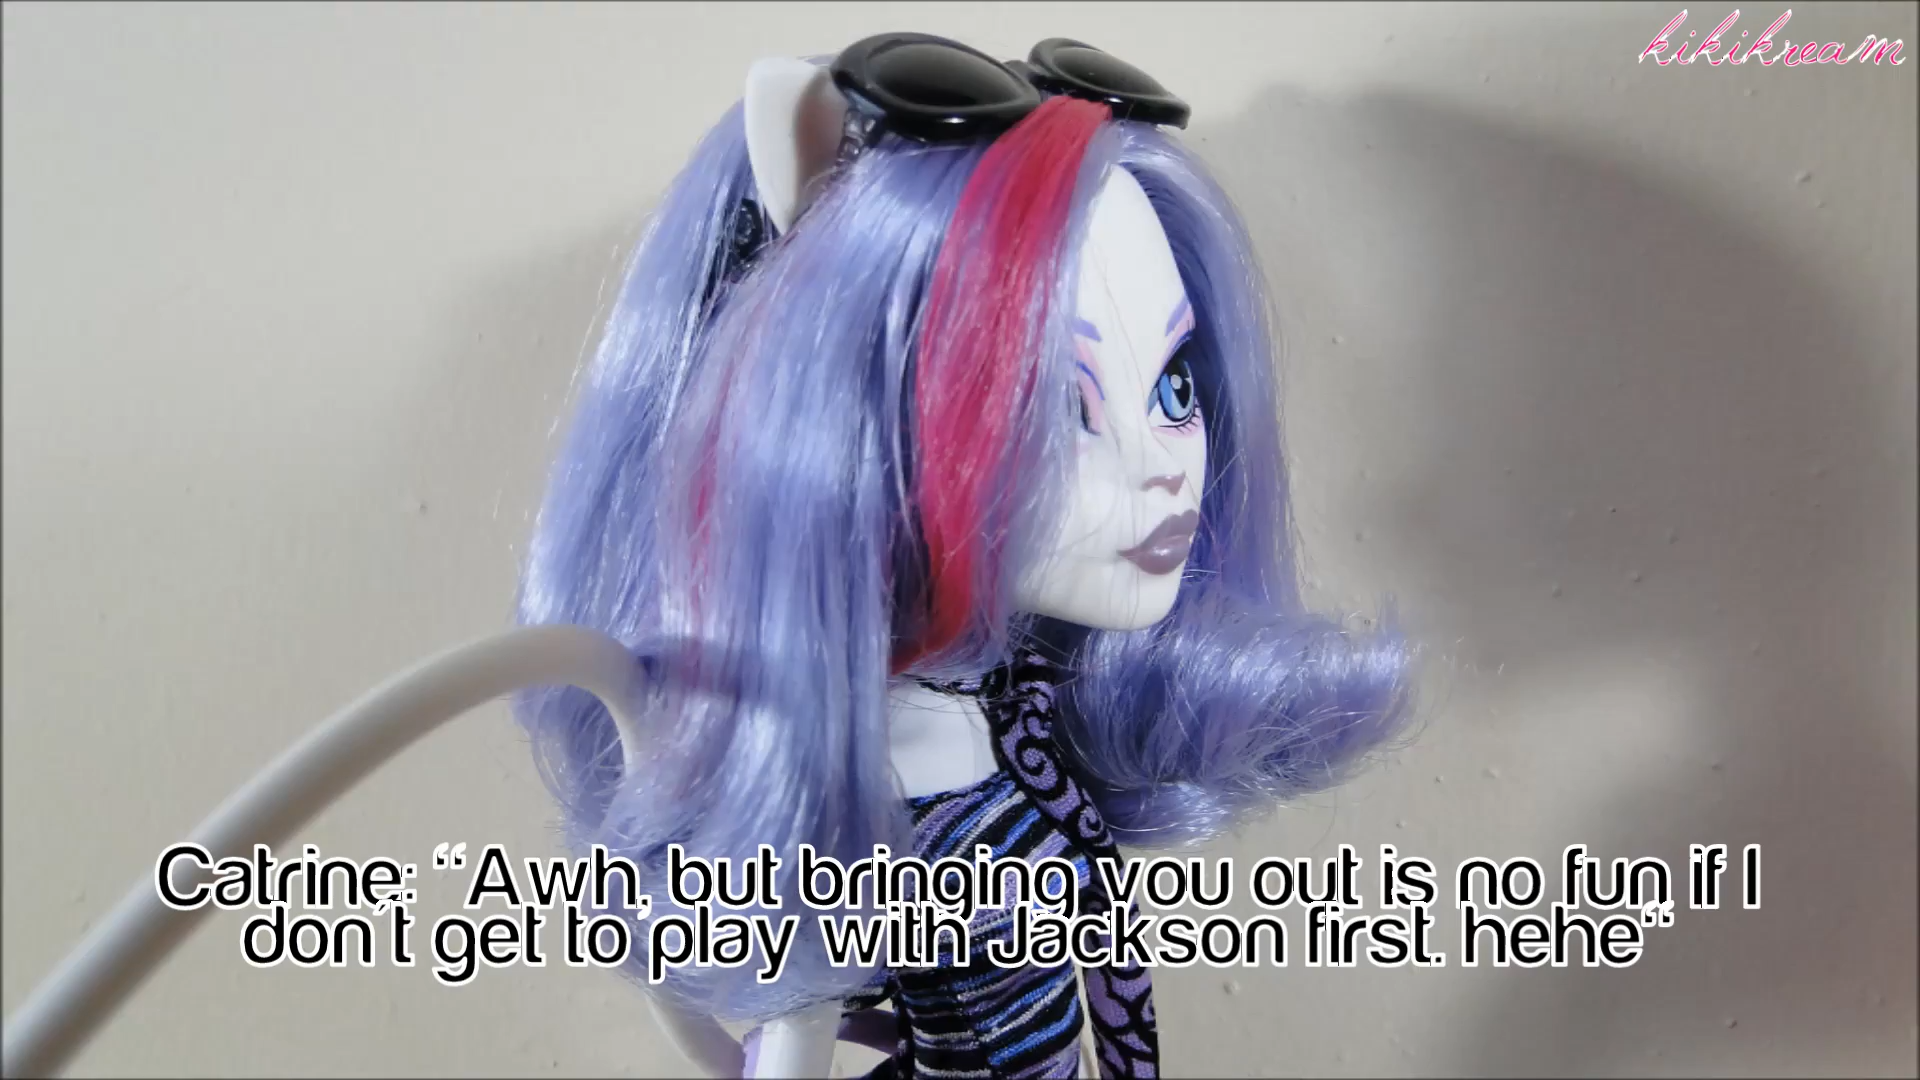 kikikream
Catrine: “Awh, but bringing you out is no fun if I
don´t get to play with Jackson first. hehe“